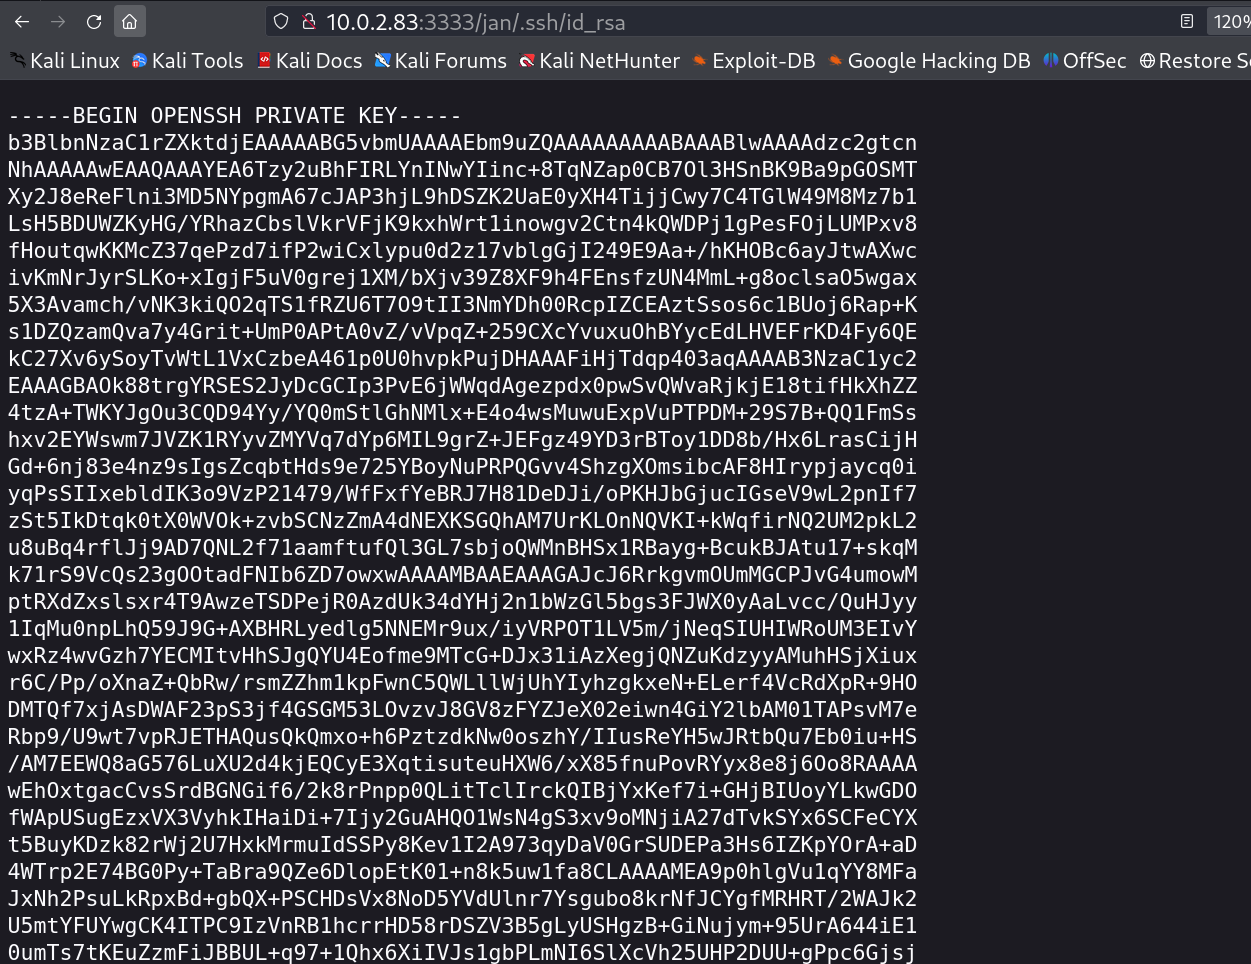 10.0.2.83:3333/jan/.ssh/id_rsa
120%
Kali Linux Kali Tools Kali Docs Kali Forums Kali NetHunter Exploit-DB Google Hacking DB OffSec Restore Se
-----BEGIN OPENSSH PRIVATE KEY-----
b3BlbnNzaC1rZXktdjEAAAAABG5vbmUAAAAEbm9uZQAAAAAAAAABAAABlwAAAAdzc2gtcn
NhAAAAAwEAAQAAAYEA6Tzy2uBhFIRLYnINwYIinc+8TqNZap0CB7Ol3HSnBK9Ba9pGOSMT
Xy2J8eReFlni3MD5NYpgmA67cJAP3hjL9hDSZK2UaE0yXH4TijjCwy7C4TGlW49M8Mz7b1
LsH5BDUWZKyHG/YRhazCbslVkrVFjK9kxhWrt1inowgv2Ctn4kQWDPj1gPesFOjLUMPxv8
fHoutqwKKMcZ37qePzd7ifP2wiCxlypu0d2z17vblgGjI249E9Aa+/hKHOBc6ayJtwAXwc
ivKmNrJyrSLKo+xIgjF5uV0grej1XM/bXjv39Z8XF9h4FEnsfzUN4MmL+g8oclsaO5wgax
5X3Avamch/vNK3kiQO2qTS1fRZU6T7O9tII3NmYDh00RcpIZCEAztSsos6c1BUoj6Rap+K
s1DZQzamQva7y4Grit+UmP0APtA0vZ/vVpqZ+259CXcYvuxuOhBYycEdLHVEFrKD4Fy6QE
kC27Xv6ySoyTvWtL1VxCzbeA461p0U0hvpkPujDHAAAFiHjTdqp403aqAAAAB3NzaC1yc2
EAAAGBAOk88trgYRSES2JyDcGCIp3PvE6jWWqdAgezpdx0pwSvQWvaRjkjE18tifHkXhZZ
4tzA+TWKYJgOu3CQD94Yy/YQ0mStlGhNMlx+E4o4wsMuwuExpVuPTPDM+29S7B+QQ1FmSs
hxv2EYWswm7JVZK1RYyvZMYVq7dYp6MIL9grZ+JEFgz49YD3rBToy1DD8b/Hx6LrasCijH
Gd+6nj83e4nz9sIgsZcqbtHds9e725YBoyNuPRPQGvv4ShzgXOmsibcAF8HIrypjaycq0i
yqPsSIIxebldIK3o9VzP21479/WfFxfYeBRJ7H81DeDJi/oPKHJbGjucIGseV9wL2pnIf7
zSt5IkDtqk0tX0WVOk+zvbSCNzZmA4dNEXKSGQhAM7UrKLOnNQVKI+kWqfirNQ2UM2pkL2
u8uBq4rflJj9AD7QNL2f71aamftufQl3GL7sbjoQWMnBHSx1RBayg+BcukBJAtu17+skqM
k71rS9VcQs23gOOtadFNIb6ZD7owxwAAAAMBAAEAAAGAJcJ6RrkgvmOUmMGCPJvG4umowM
ptRXdZxslsxr4T9AwzeTSDPejR0AzdUk34dYHj2n1bWzGl5bgs3FJWX0yAaLvcc/QuHJyy
1IqMu0npLhQ59J9G+AXBHRLyedlg5NNEMr9ux/iyVRPOT1LV5m/jNeqSIUHIWRoUM3EIvY
wxRz4wvGzh7YECMItvHhSJgQYU4Eofme9MTcG+DJx31iAzXegjQNZuKdzyyAMuhHSjXiux
r6C/Pp/oXnaZ+QbRw/rsmZZhm1kpFwnC5QWLllWjUhYIyhzgkxeN+ELerf4VcRdXpR+9HO
DMTQf7xjAsDWAF23pS3jf4GSGM53LOvzvJ8GV8zFYZJeX02eiwn4GiY2lbAM01TAPsvM7e
Rbp9/U9wt7vpRJETHAQusQkQmxo+h6PztzdkNw0oszhY/IIusReYH5wJRtbQu7Eb0iu+HS
/AM7EEWQ8aG576LuXU2d4kjEQCyE3XqtisuteuHXW6/xX85fnuPovRYyx8e8j6Oo8RAAAA
wEhOxtgacCvsSrdBGNGif6/2k8rPnpp0QLitTclIrckQIBjYxKef7i+GHjBIUoyYLkwGDO
fWApUSugEzxVX3VyhkIHaiDi+7Ijy2GuAHQO1WsN4gS3xv9oMNjiA27dTvkSYx6SCFeCYX
t5BuyKDzk82rWj2U7HxkMrmuIdSSPy8Kev1I2A973qyDaV0GrSUDEPa3Hs6IZKpYOrA+aD
4WTrp2E74BG0Py+TaBra9QZe6DlopEtK01+n8k5uw1fa8CLAAAAMEA9p0hlgVu1qYY8MFa
JxNh2PsuLkRpxBd+gbQX+PSCHDsVx8NoD5YVdUlnr7Ysgubo8krNfJCYgfMRHRT/2WAJk2
U5mtYFUYwgCK4ITPC9IzVnRB1hcrrHD58rDSZV3B5gLyUSHgzB+GiNujym+95UrA644iE1
0umTs7tKEuZzmFiJBBUL+q97+1Qhx6XiIVJs1gbPLmNI6SlXcVh25UHP2DUU+gPpc6Gjsj